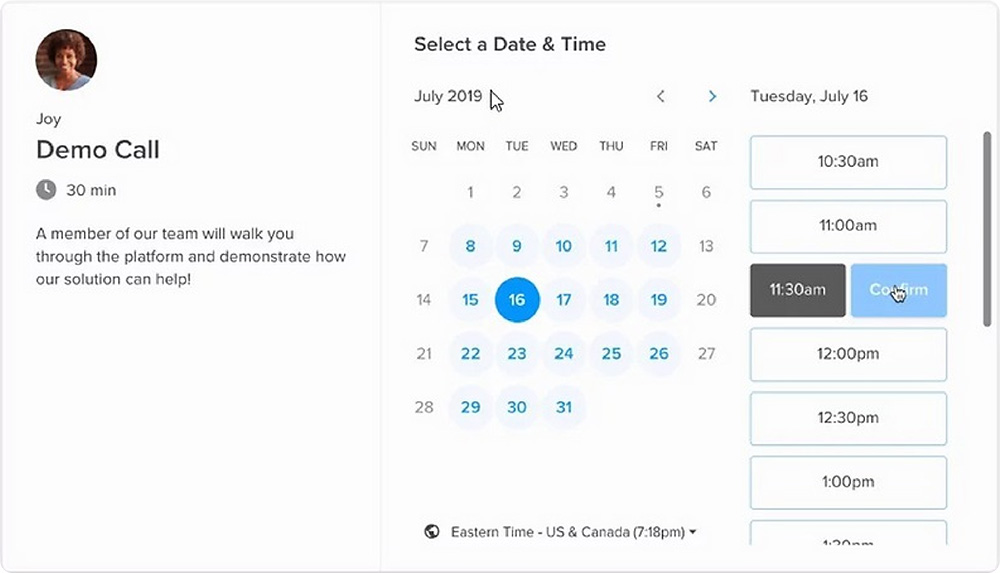 Joy
Demo Call
30 min
A member of our team will walk you
through the platform and demonstrate how
our solution can help!
Select a Date & Time
July 2019
SUN MON TUE WED THU FRI SAT
1 2 3 4 5 6
7 8 9 10 11 12 13
14 15 16 17 18 19 20
21 22 23 24 25 26 27
28 29 30 31
Eastern Time - US & Canada (7:18pm)
Tuesday, July 16
10:30am
11:00am
11:30am Confirm
12:00pm
12:30pm
1:00pm
1:30pm